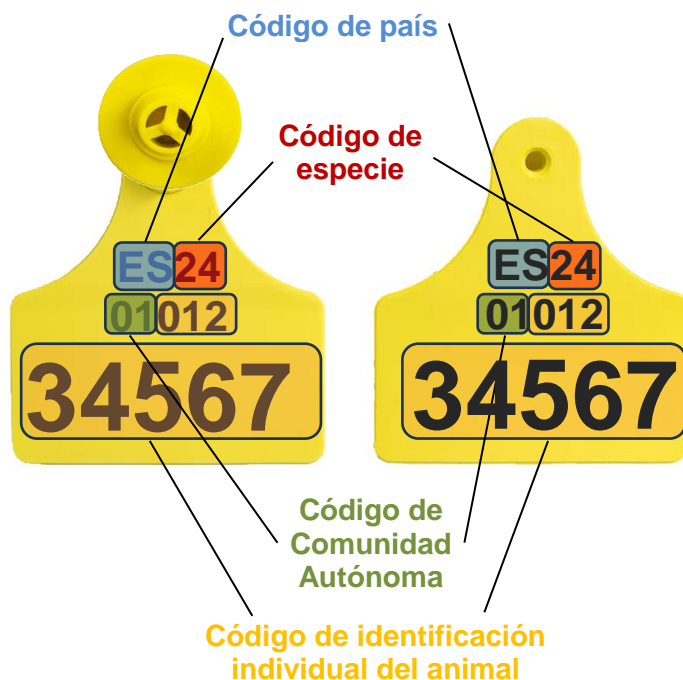 Código de país
Código de
especie
ES24
ES24
01012
01012
34567
34567
Código de
Comunidad
Autónoma
Código de identificación
individual del animal